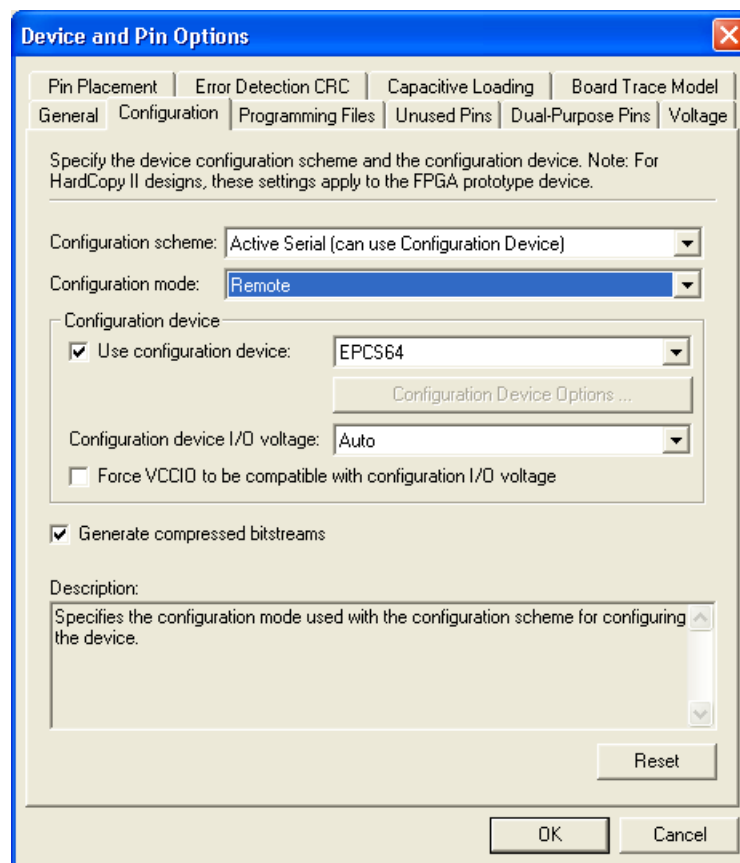 Device and Pin Options
Pin Placement
Error Detection CRC
Capacitive Loading
Board Trace Model
General
Configuration
Programming Files
Unused Pins
Dual-Purpose Pins
Voltage
Specify the device configuration scheme and the configuration device. Note: For
HardCopy II designs, these settings apply to the FPGA prototype device.
Configuration scheme: Active Serial (can use Configuration Device)
Configuration mode: Remote
Configuration device
Use configuration device: EPCS64
Configuration Device Options ...
Configuration device I/O voltage: Auto
Force VCCIO to be compatible with configuration I/O voltage
Generate compressed bitstreams
Description:
Specifies the configuration mode used with the configuration scheme for configuring
the device.
Reset
OK
Cancel